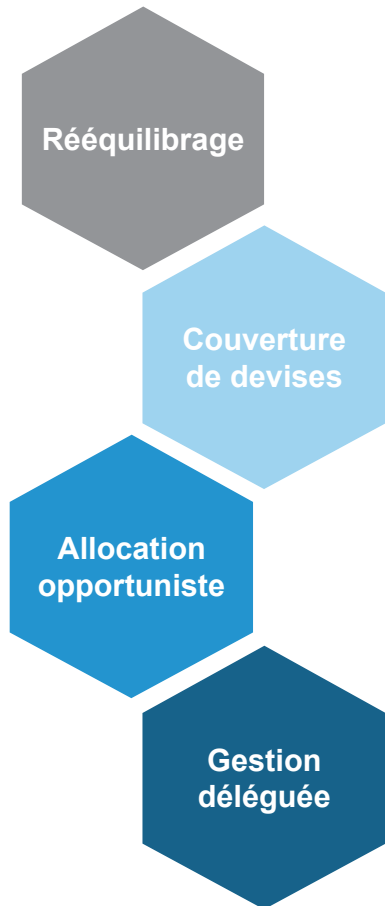 Rééquilibrage
Couverture
de devises
Allocation
opportuniste
Gestion
déléguée